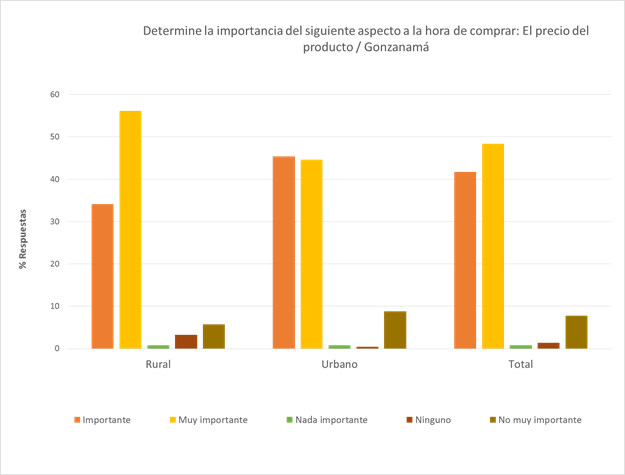 Determine la importancia del siguiente aspecto a la hora de comprar: El precio del
producto / Gonzanamá
60
50
40
30
20
10
0
% Respuestas
Rural
Urbano
Total
Importante
Muy importante
Nada importante
Ninguno
No muy importante